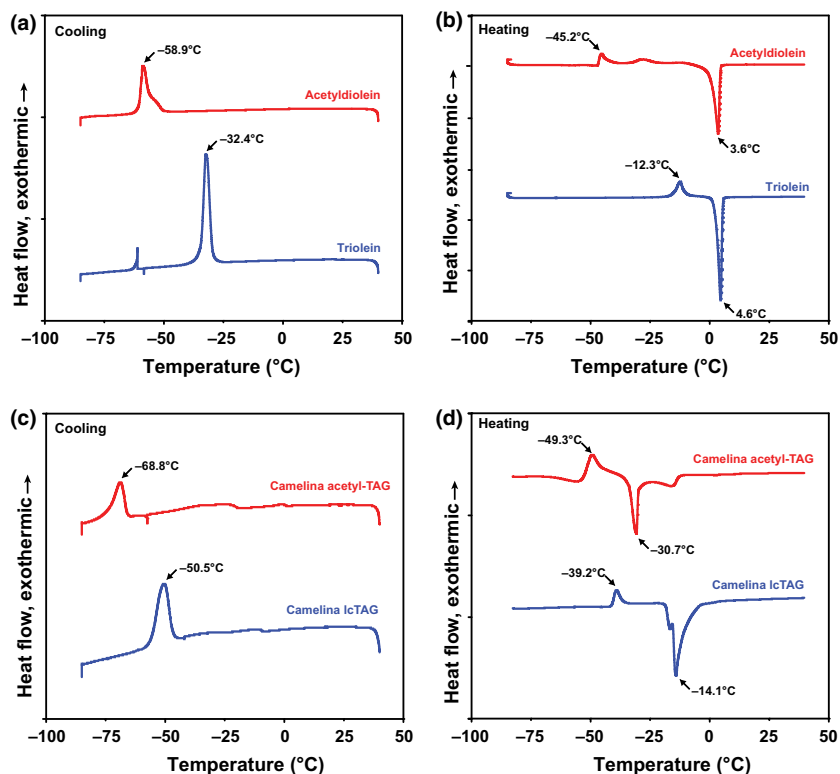 (a)
Cooling
−58.9°C
Acetyldiolein
−32.4°C
Triolein
Heat flow, exothermic →
−100 −75 −50 −25 0 25 50
Temperature (°C)
(b)
Heating
−45.2°C
Acetyldiolein
3.6°C
−12.3°C
Triolein
4.6°C
Heat flow, exothermic →
−100 −75 −50 −25 0 25 50
Temperature (°C)
(c)
Cooling
−68.8°C
Camelina acetyl-TAG
−50.5°C
Camelina lcTAG
Heat flow, exothermic →
−100 −75 −50 −25 0 25 50
Temperature (°C)
(d)
Heating
−49.3°C
Camelina acetyl-TAG
−30.7°C
−39.2°C
Camelina lcTAG
−14.1°C
Heat flow, exothermic →
−100 −75 −50 −25 0 25 50
Temperature (°C)